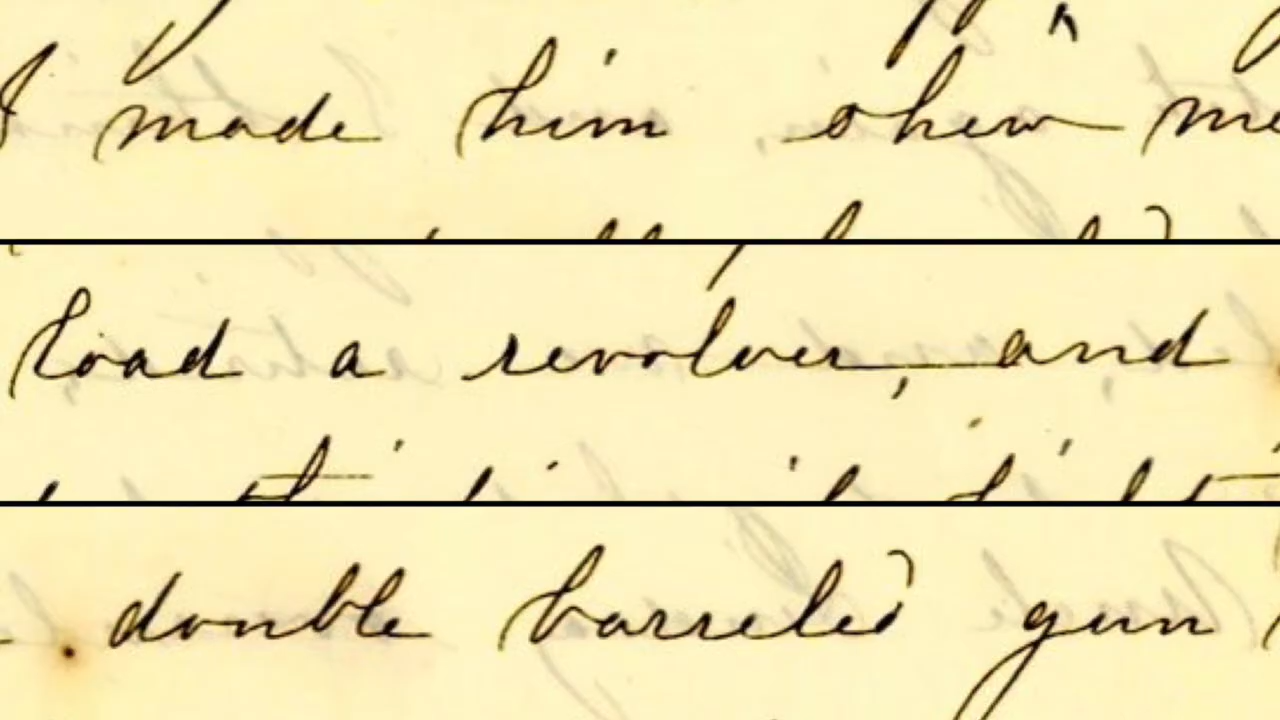 made him shew me
load a revolver, and
double barreled gun